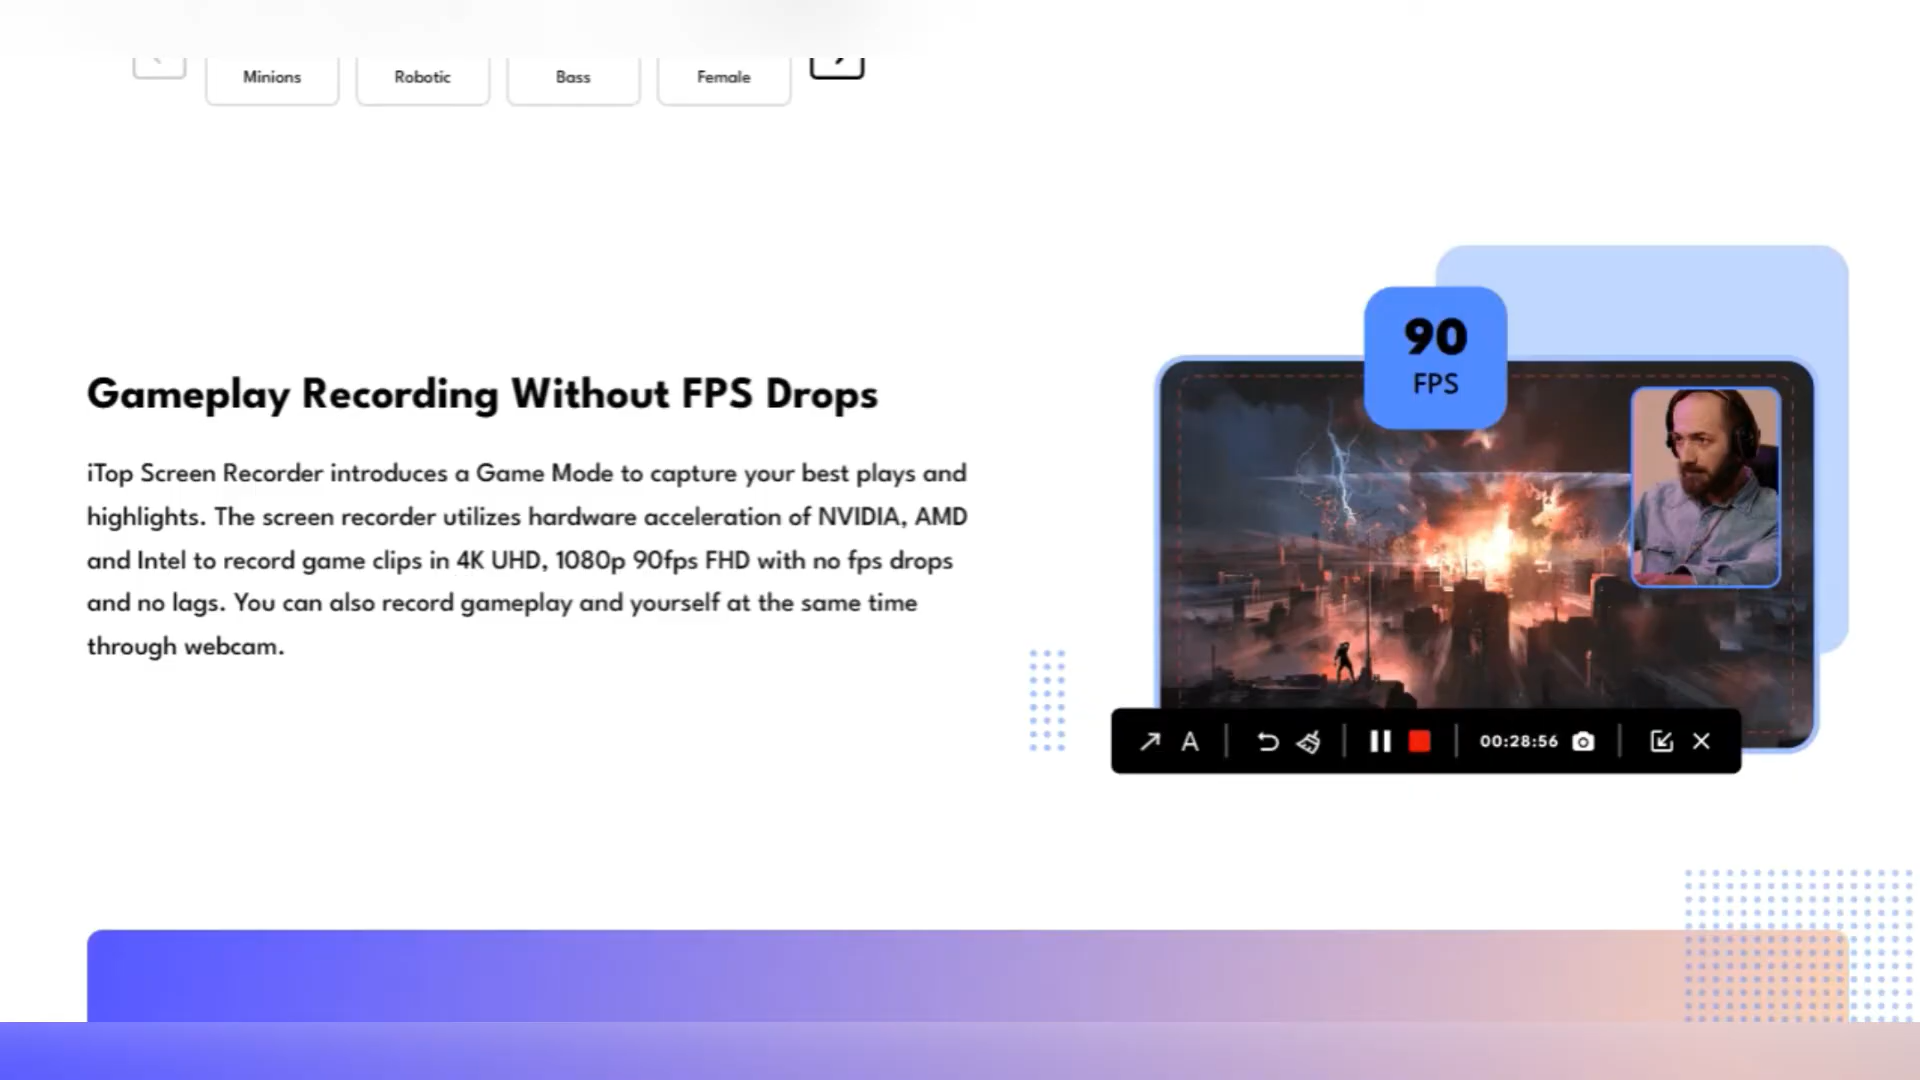 Minions Robotic Bass Female
90
FPS
Gameplay Recording Without FPS Drops
iTop Screen Recorder introduces a Game Mode to capture your best plays and
highlights. The screen recorder utilizes hardware acceleration of NVIDIA, AMD
and Intel to record game clips in 4K UHD, 1080p 90fps FHD with no fps drops
and no lags. You can also record gameplay and yourself at the same time
through webcam.
A 00:28:56